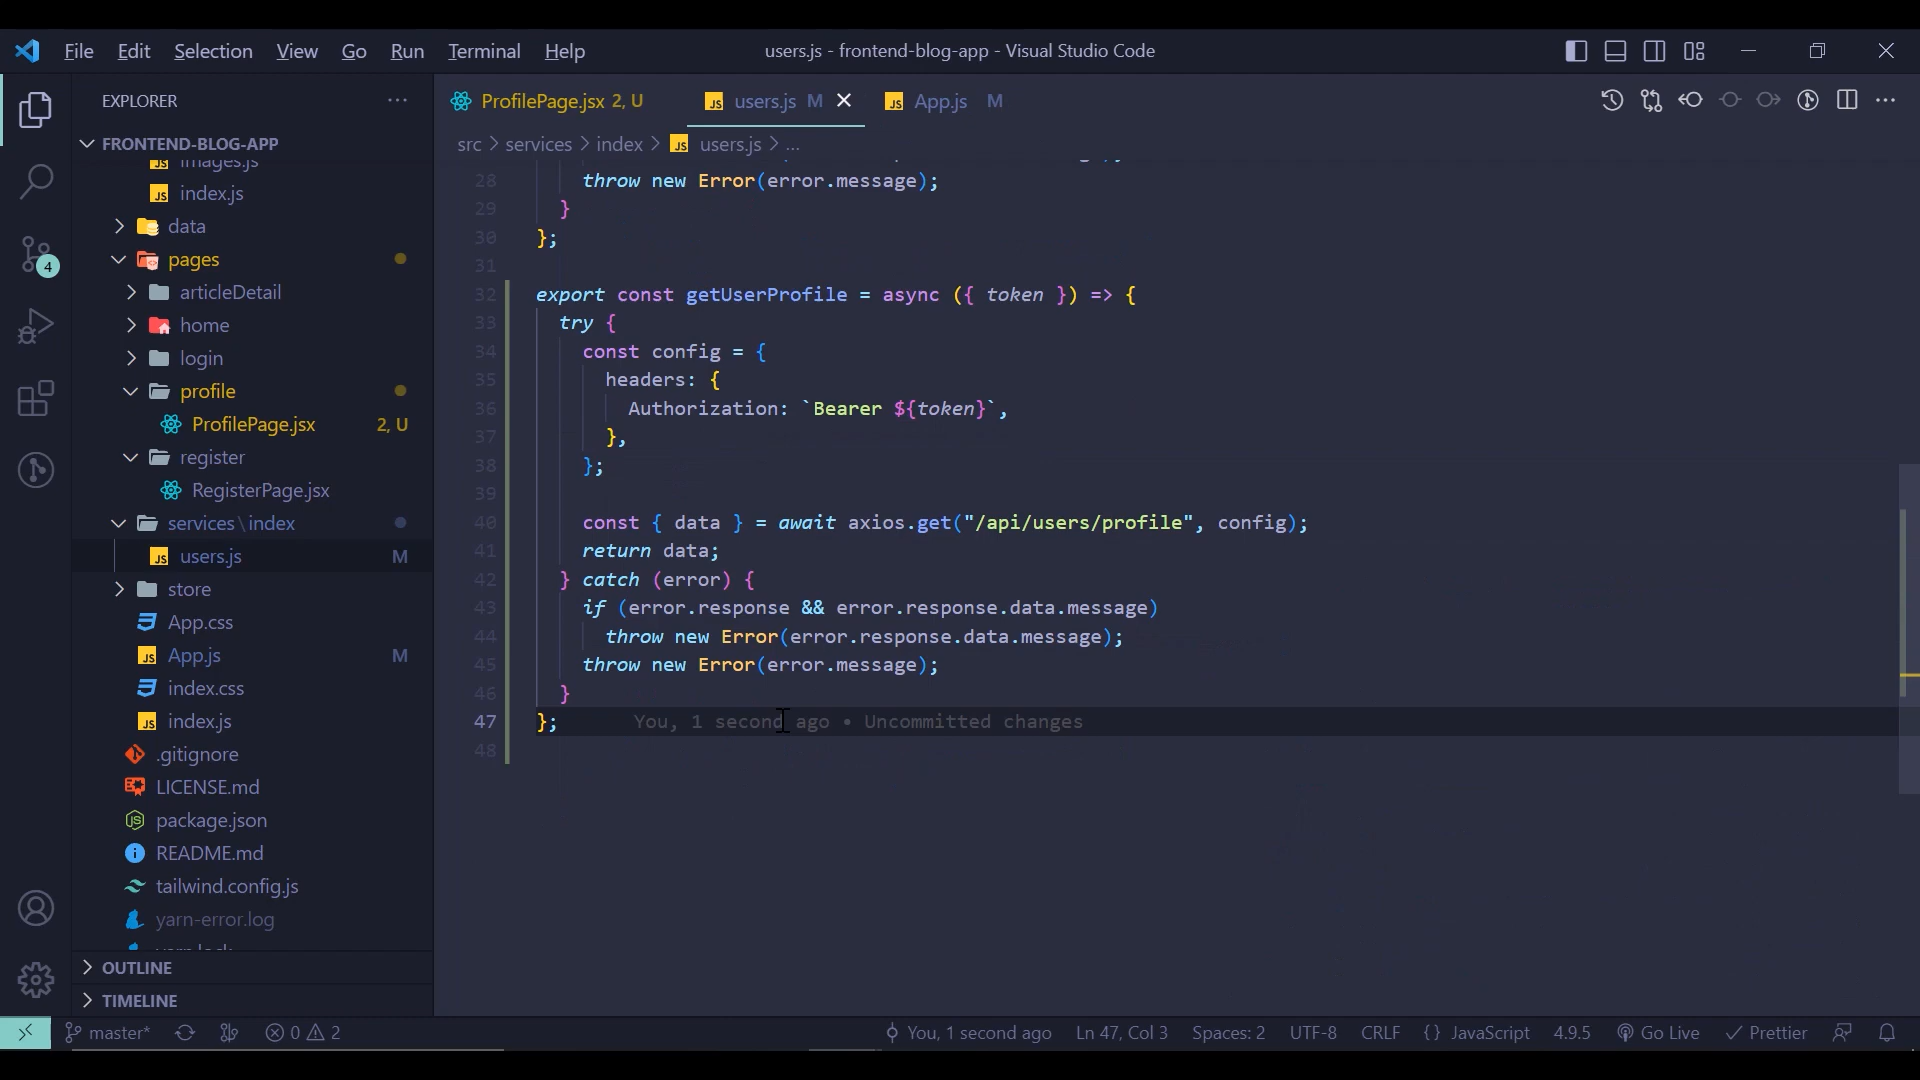 File Edit Selection View Go Run Terminal Help
users.js - frontend-blog-app - Visual Studio Code
EXPLORER
FRONTEND-BLOG-APP
images.js
index.js
data
pages
articleDetail
home
login
profile
ProfilePage.jsx 2, U
register
RegisterPage.jsx
services\index
users.js M
store
App.css
App.js M
index.css
index.js
.gitignore
LICENSE.md
package.json
README.md
tailwind.config.js
yarn-error.log
yarn.lock
OUTLINE
TIMELINE
4
ProfilePage.jsx 2, U
users.js M
App.js M
src > services > index > users.js > ...
28 throw new Error(error.message);
29 }
30 };
31
32 export const getUserProfile = async ({ token }) => {
33 try {
34 const config = {
35 headers: {
36 Authorization: `Bearer ${token}`,
37 },
38 };
39
40 const { data } = await axios.get("/api/users/profile", config);
41 return data;
42 } catch (error) {
43 if (error.response && error.response.data.message)
44 throw new Error(error.response.data.message);
45 throw new Error(error.message);
46 }
47 }; You, 1 second ago • Uncommitted changes
48
master* 0 2 You, 1 second ago Ln 47, Col 3 Spaces: 2 UTF-8 CRLF {} JavaScript 4.9.5 Go Live Prettier